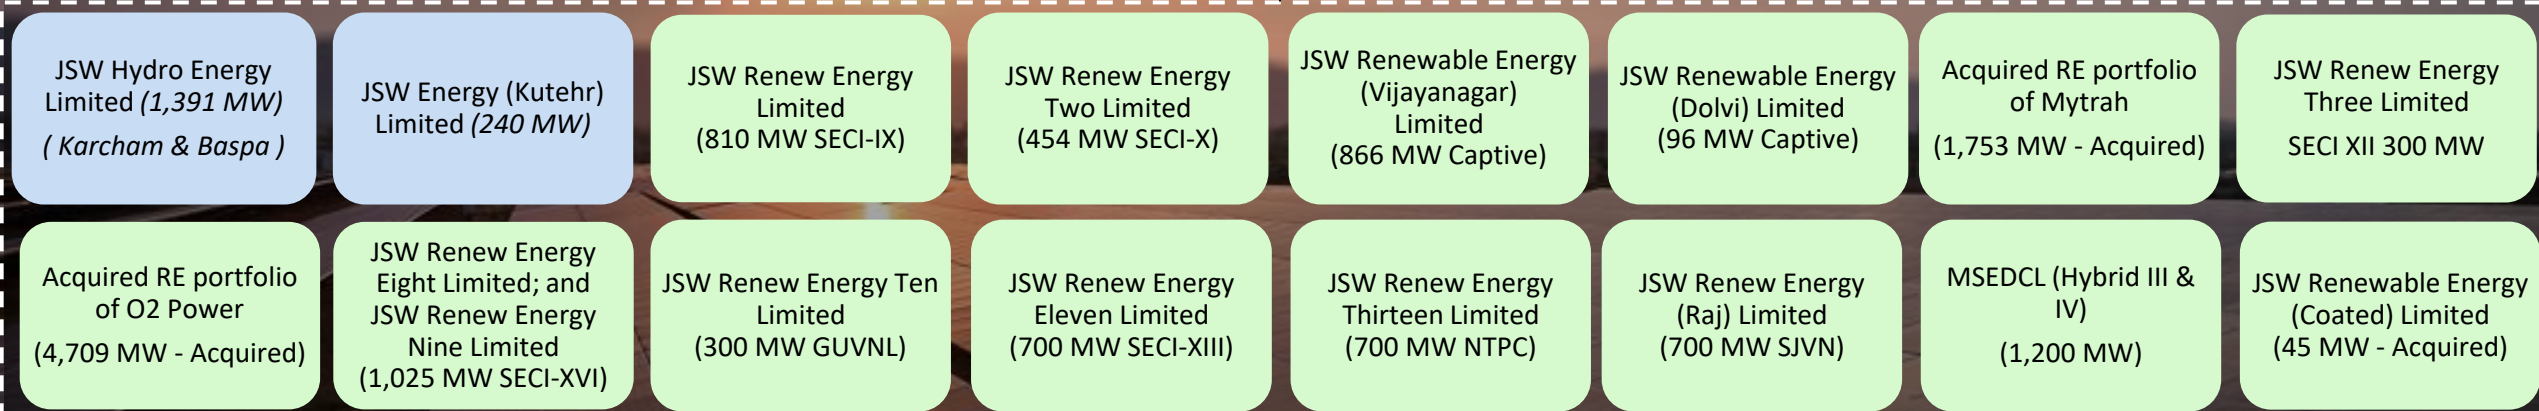 JSW Hydro Energy
Limited (1,391 MW)
( Karcham & Baspa )
JSW Energy (Kutehr)
Limited (240 MW)
JSW Renew Energy
Limited
(810 MW SECI-IX)
JSW Renew Energy
Two Limited
(454 MW SECI-X)
JSW Renewable Energy
(Vijayanagar)
Limited
(866 MW Captive)
JSW Renewable Energy
(Dolvi) Limited
(96 MW Captive)
Acquired RE portfolio
of Mytrah
(1,753 MW - Acquired)
JSW Renew Energy
Three Limited
SECI XII 300 MW
Acquired RE portfolio
of O2 Power
(4,709 MW - Acquired)
JSW Renew Energy
Eight Limited; and
JSW Renew Energy
Nine Limited
(1,025 MW SECI-XVI)
JSW Renew Energy Ten
Limited
(300 MW GUVNL)
JSW Renew Energy
Eleven Limited
(700 MW SECI-XIII)
JSW Renew Energy
Thirteen Limited
(700 MW NTPC)
JSW Renew Energy
(Raj) Limited
(700 MW SJVN)
MSEDCL (Hybrid III &
IV)
(1,200 MW)
JSW Renewable Energy
(Coated) Limited
(45 MW - Acquired)